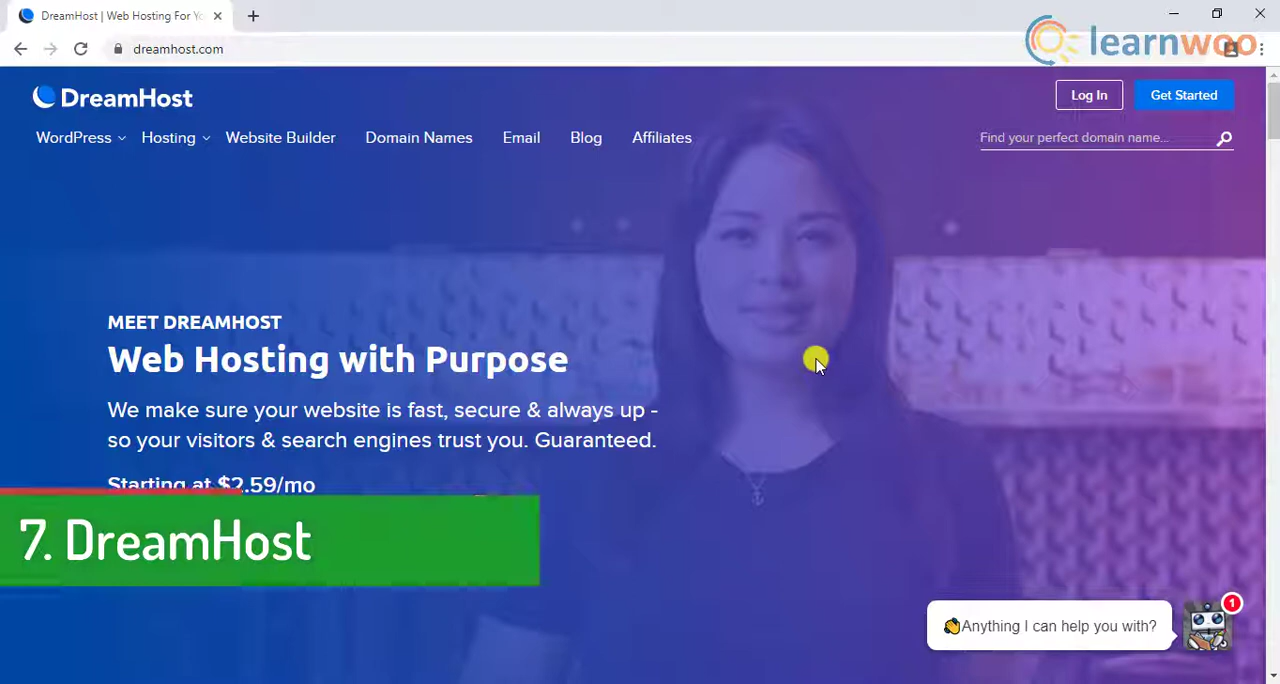 DreamHost | Web Hosting For Yo
dreamhost.com
learnwoo
DreamHost
Log In
Get Started
WordPress
Hosting
Website Builder
Domain Names
Email
Blog
Affiliates
Find your perfect domain name...
MEET DREAMHOST
Web Hosting with Purpose
We make sure your website is fast, secure & always up -
so your visitors & search engines trust you. Guaranteed.
Starting at $2.59/mo
7. DreamHost
👋Anything I can help you with?
1